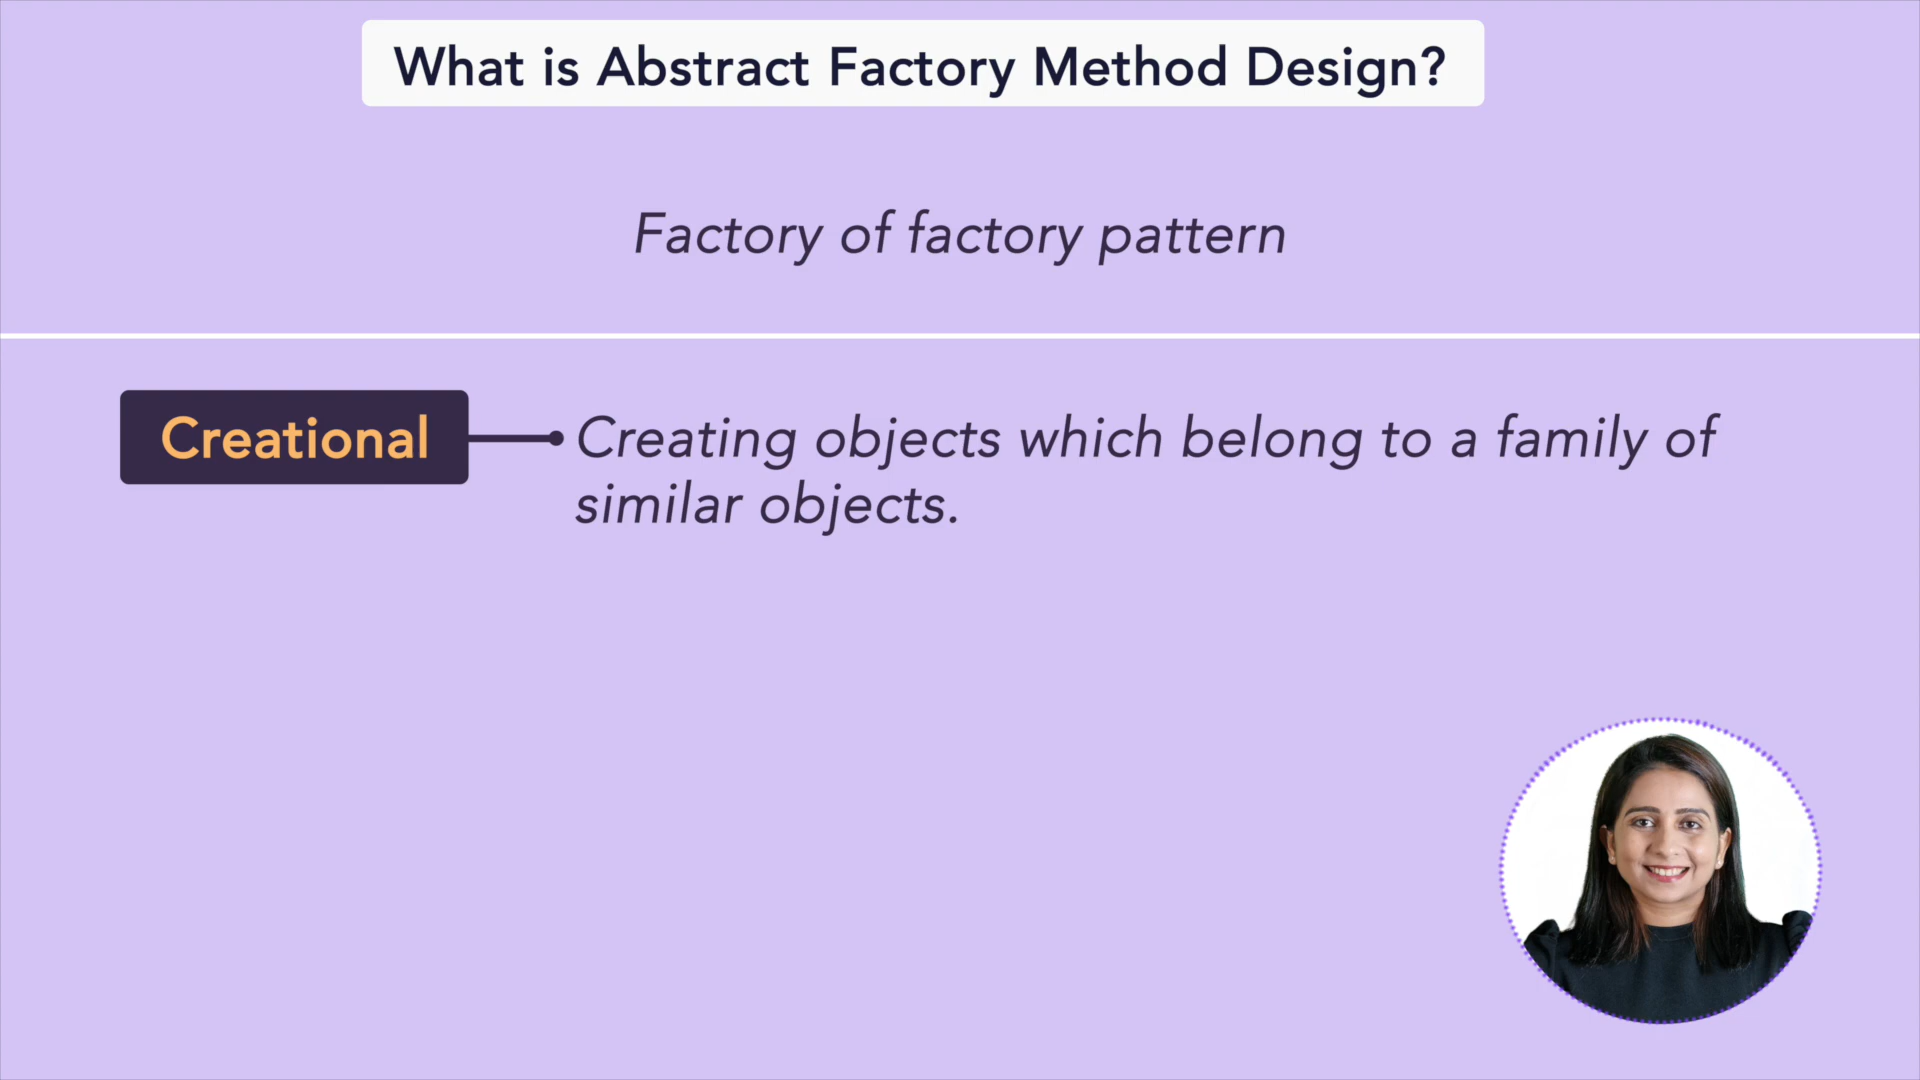 What is Abstract Factory Method Design?
Factory of factory pattern
Creational
Creating objects which belong to a family of
similar objects.